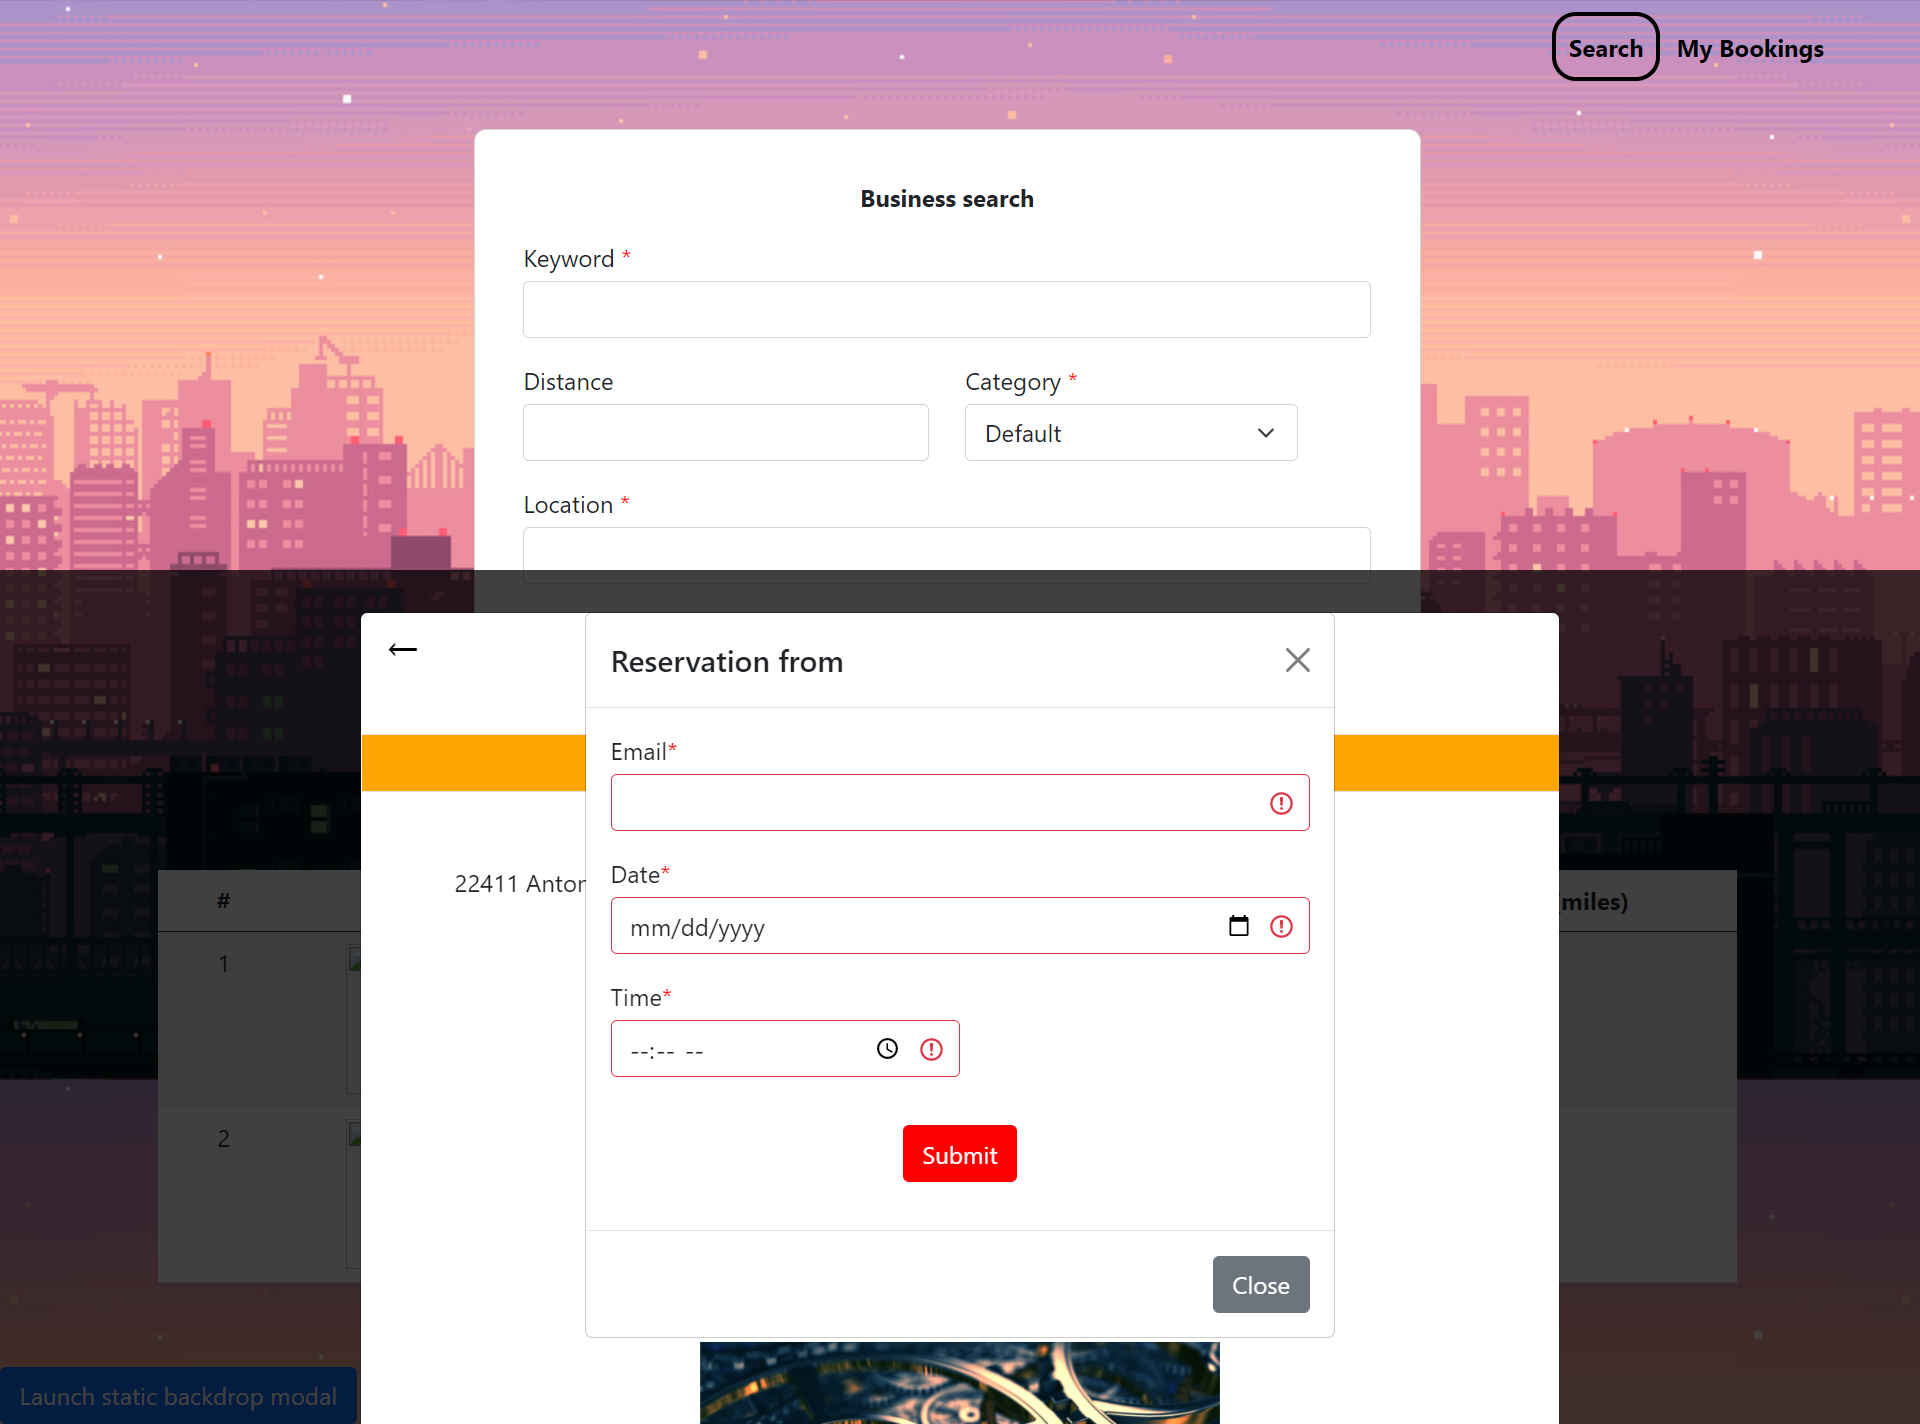 Search
My Bookings
Business search
Keyword *
Distance
Category *
Default
Location *
Reservation from
Email*
22411 Anton
Date*
mm/dd/yyyy
Time*
--:-- --
Submit
Close
#
miles)
1
2
Launch static backdrop modal